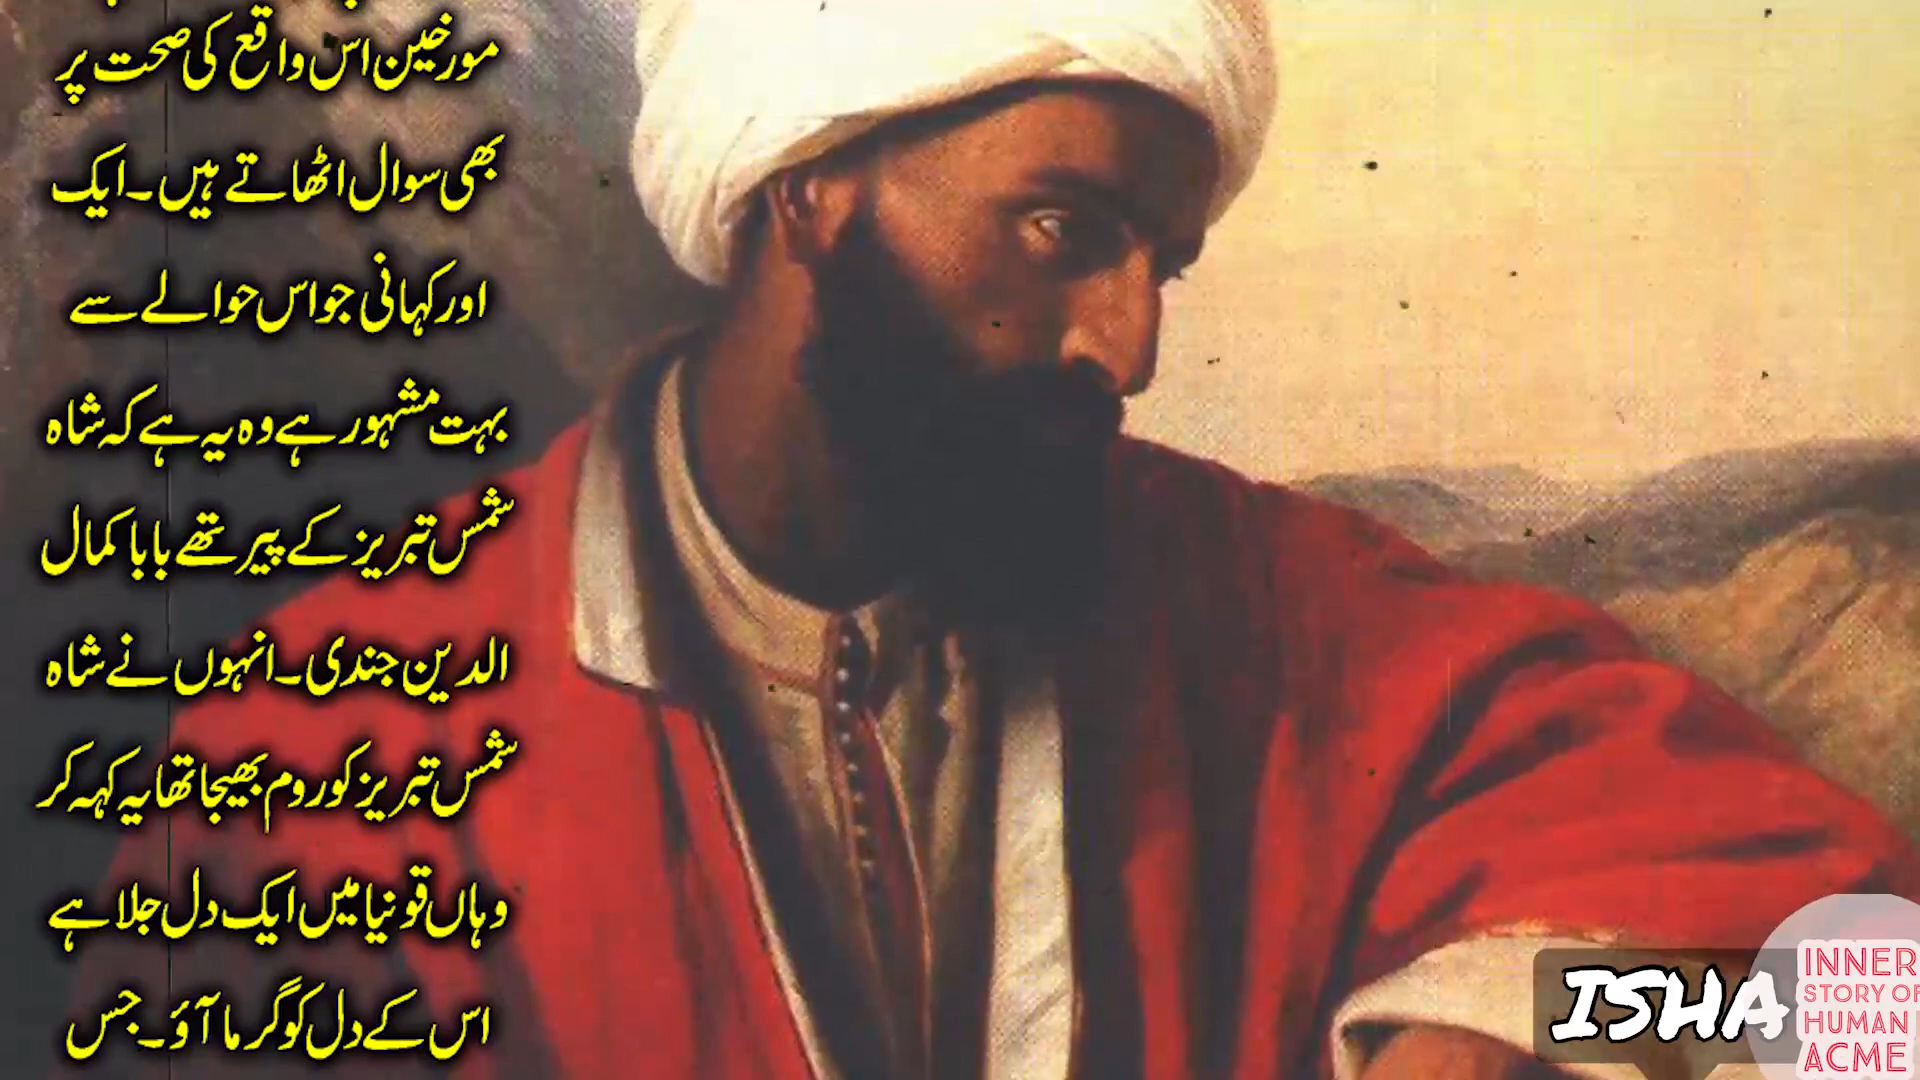 مورخین اس واقع کی صحت پر
بھی سوال اٹھاتے ہیں۔ ایک
اور کہانی جو اس حوالے سے
بہت مشہور ہے وہ یہ ہے کہ شاہ
شمس تبریز کے پیر تھے بابا کمال
الدین جندی۔ انہوں نے شاہ
شمس تبریز کو روم بھیجا تھا یہ کہہ کر
وہاں قونیا میں ایک دل جلا ہے
اس کے دل کو گرما آؤ۔ جس
ISHA
INNER
STORY OF
HUMAN
ACME